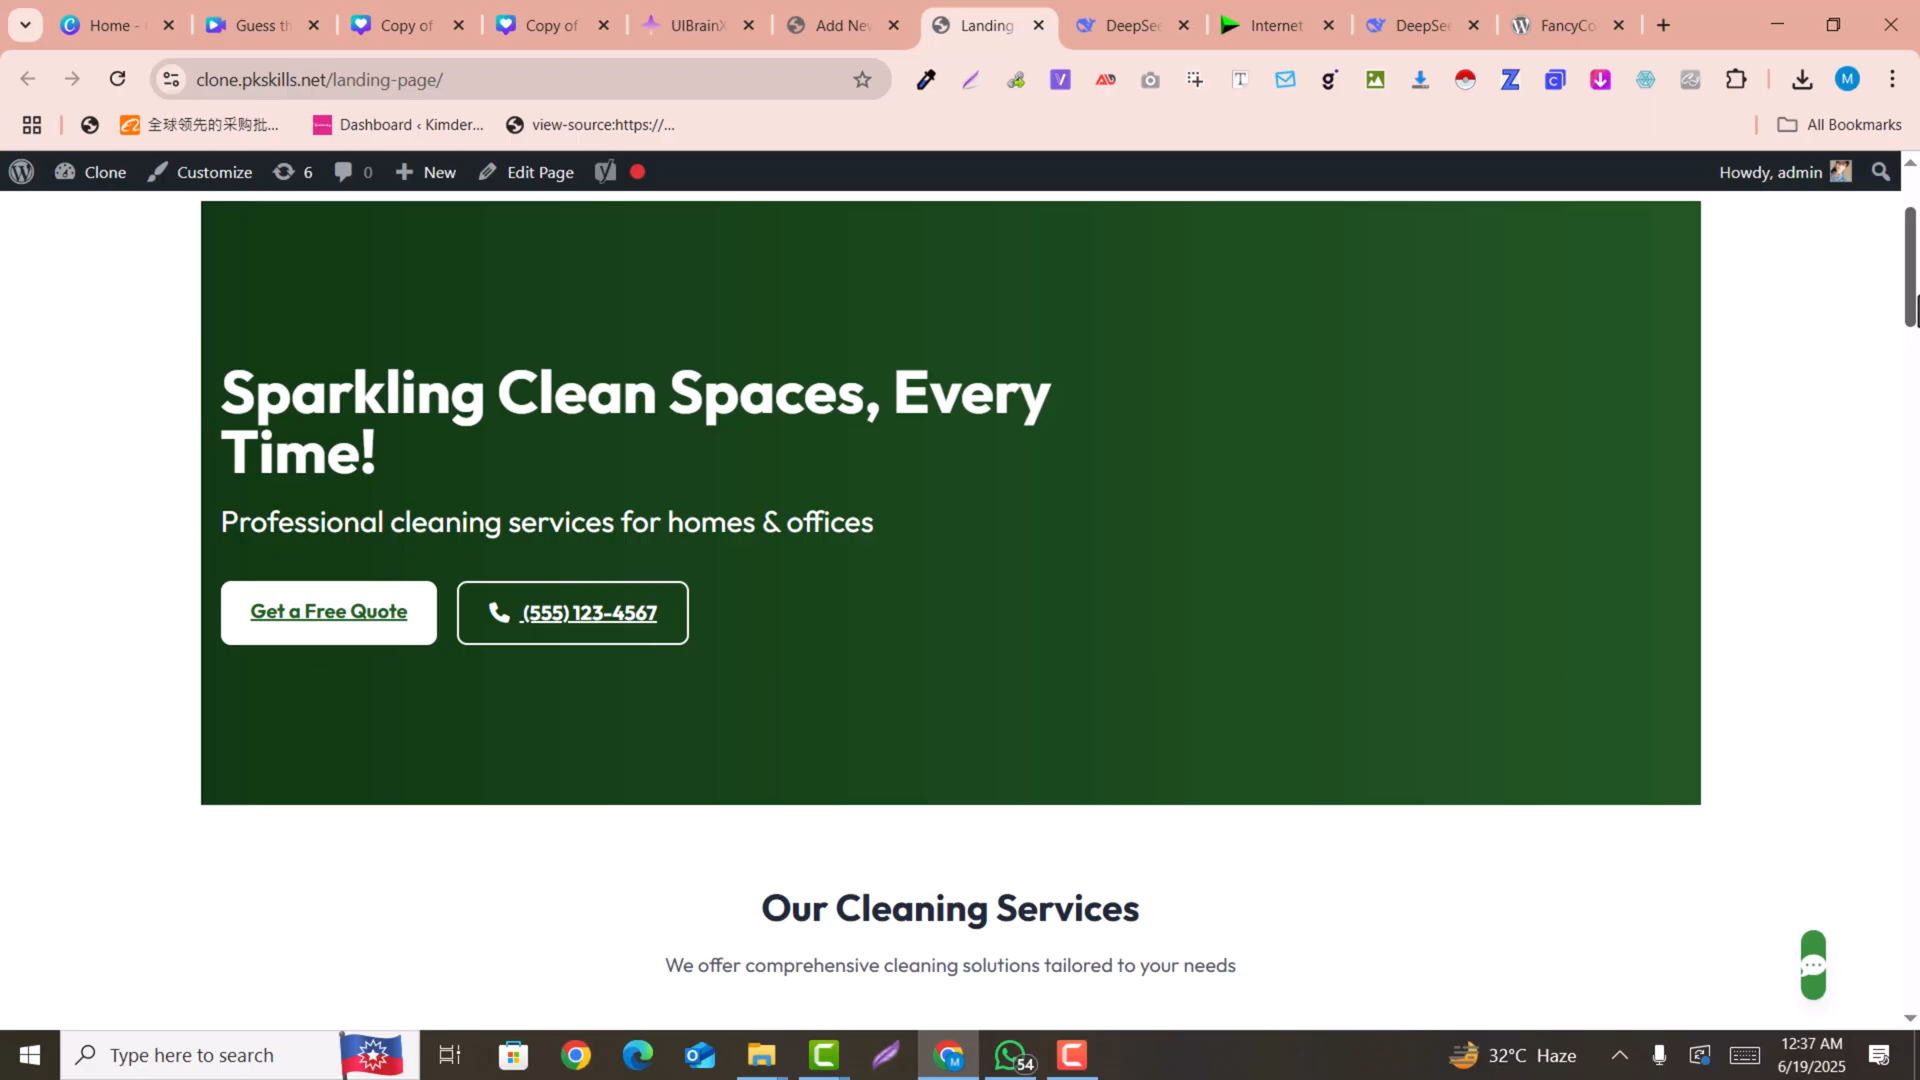 Home -
Guess th
Copy of
Copy of
UIBrainX
Add New
Landing
DeepSee
Internet
DeepSee
FancyCo
clone.pkskills.net/landing-page/
M
全球领先的采购批...
Dashboard ‹ Kimder...
view-source:https://...
All Bookmarks
Clone
Customize
6
0
New
Edit Page
Howdy, admin
Sparkling Clean Spaces, Every
Time!
Professional cleaning services for homes & offices
Get a Free Quote
(555) 123-4567
Our Cleaning Services
We offer comprehensive cleaning solutions tailored to your needs
Type here to search
54
32°C Haze
12:37 AM
6/19/2025